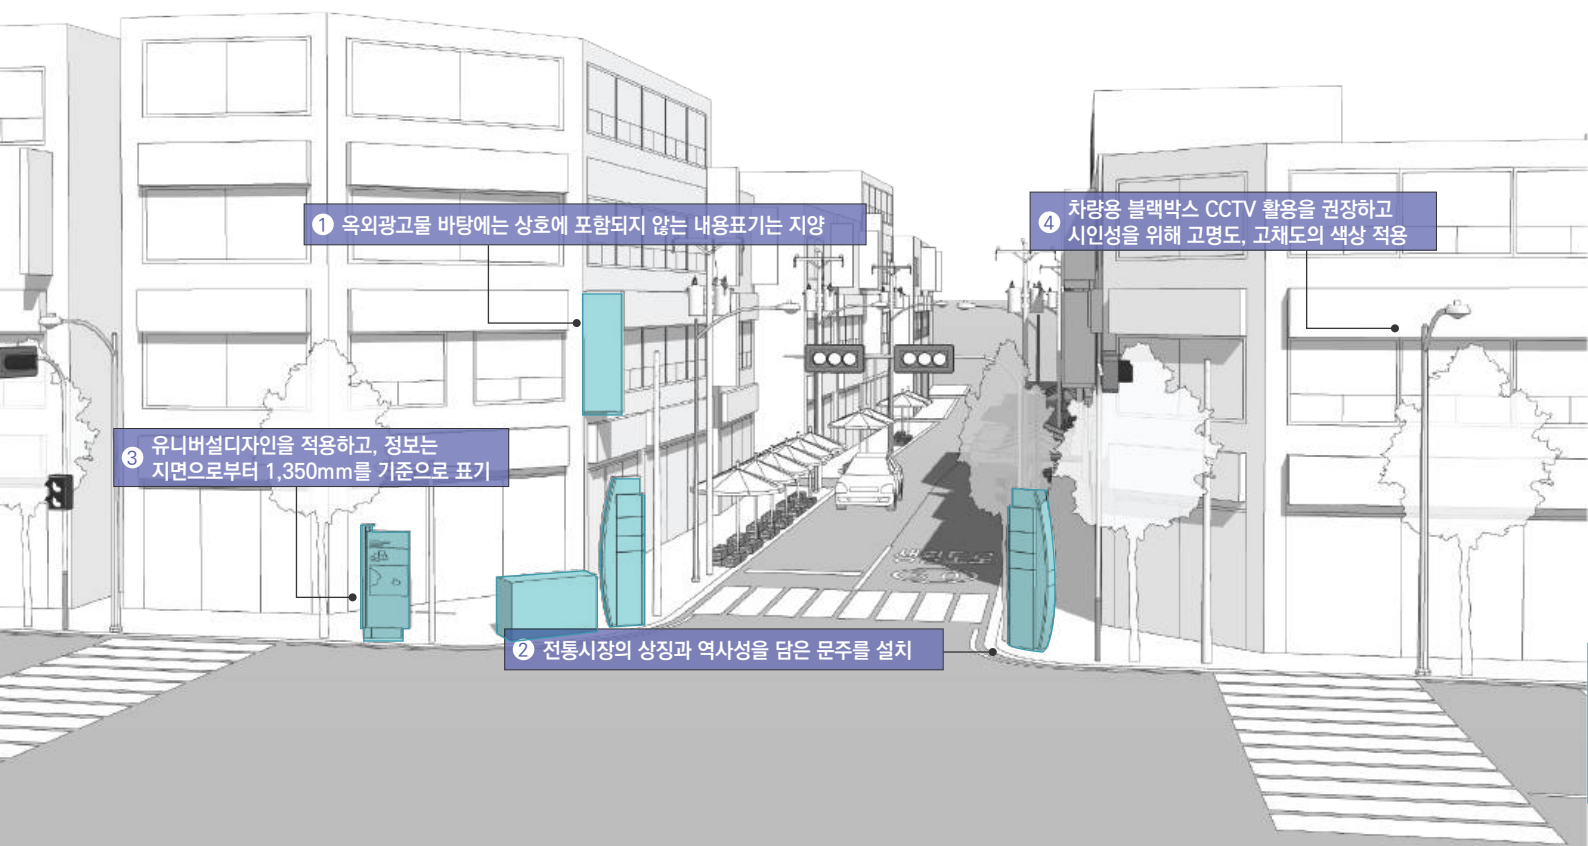 ① 옥외광고물 바탕에는 상호에 포함되지 않는 내용표기는 지양
④ 차량용 블랙박스 CCTV 활용을 권장하고
시인성을 위해 고명도, 고채도의 색상 적용
③ 유니버설디자인을 적용하고, 정보는
지면으로부터 1,350mm를 기준으로 표기
생활도로
② 전통시장의 상징과 역사성을 담은 문주를 설치